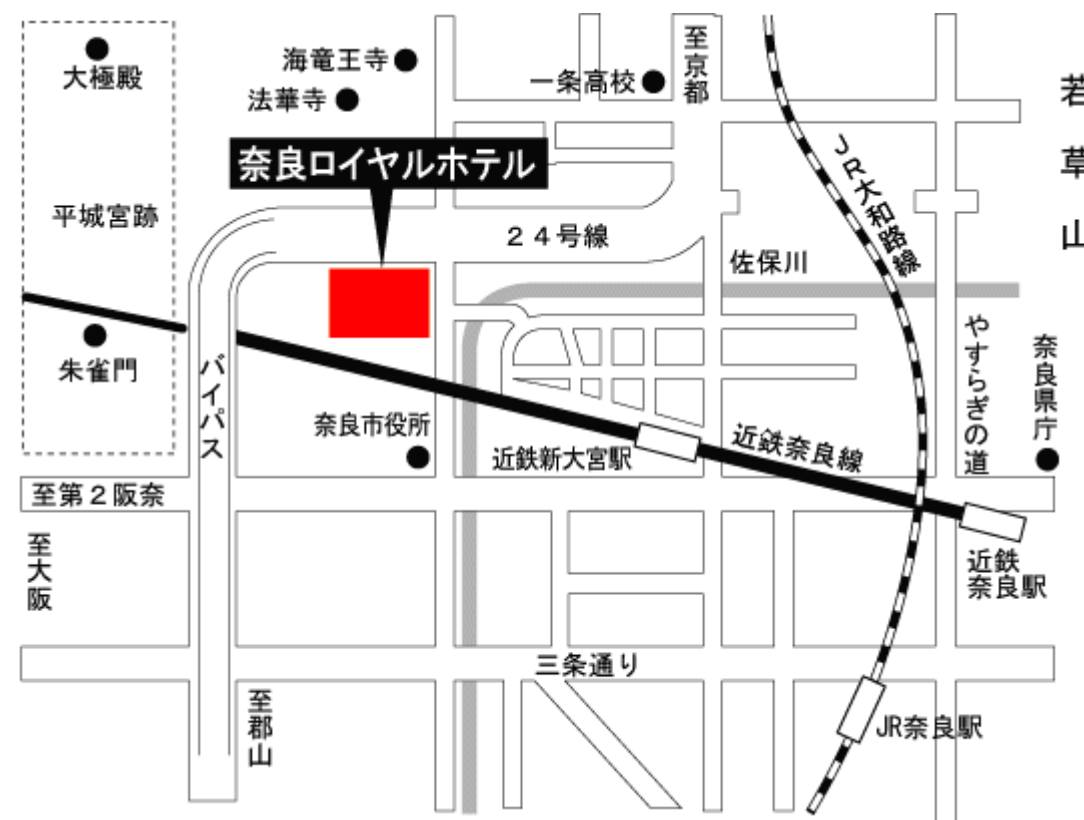 大極殿
平城宮跡
朱雀門
海竜王寺
法華寺
一条高校
至京都
若草山
奈良ロイヤルホテル
24号線
JR大和路線
佐保川
バイパス
奈良市役所
近鉄新大宮駅
近鉄奈良線
やすらぎの道
奈良県庁
至第2阪奈
至大阪
近鉄
奈良駅
三条通り
至郡山
JR奈良駅